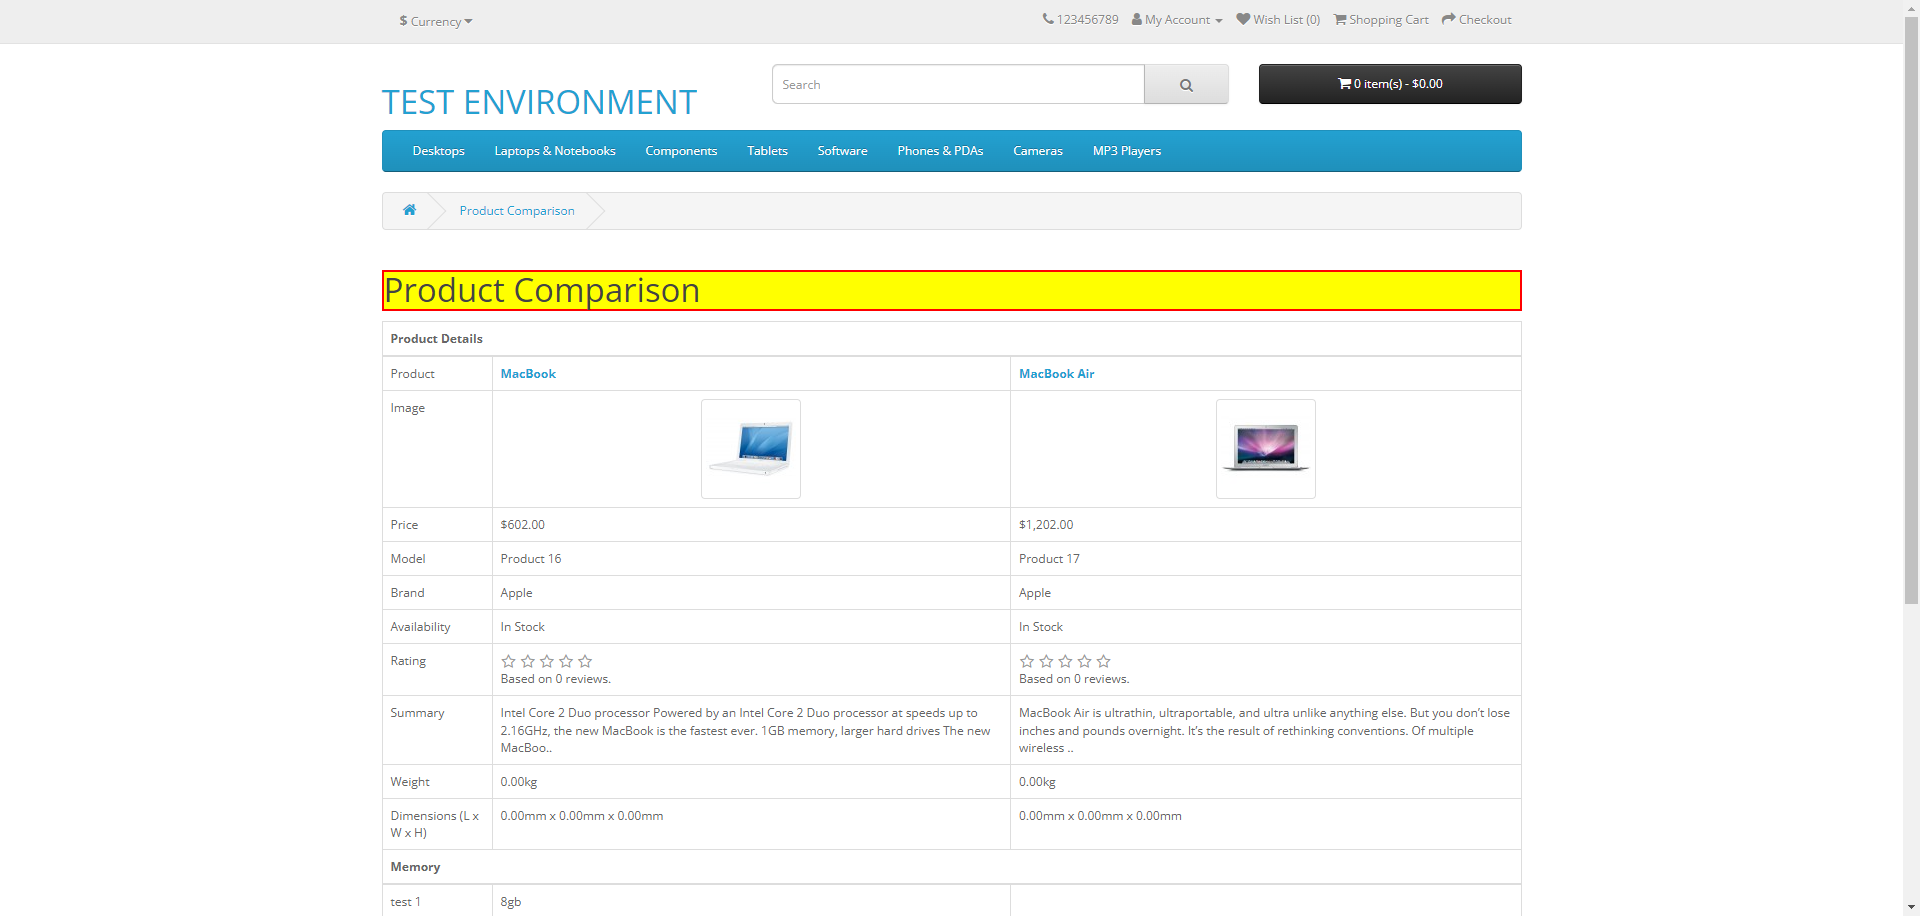 $ Currency
123456789 My Account Wish List (0) Shopping Cart Checkout
TEST ENVIRONMENT
Search
0 item(s) - $0.00
Desktops Laptops & Notebooks Components Tablets Software Phones & PDAs Cameras MP3 Players
Product Comparison
Product Comparison
Product Details
Product MacBook MacBook Air
Image
Price $602.00 $1,202.00
Model Product 16 Product 17
Brand Apple Apple
Availability In Stock In Stock
Rating
Based on 0 reviews. Based on 0 reviews.
Summary Intel Core 2 Duo processor Powered by an Intel Core 2 Duo processor at speeds up to
2.16GHz, the new MacBook is the fastest ever. 1GB memory, larger hard drives The new
MacBoo..
MacBook Air is ultrathin, ultraportable, and ultra unlike anything else. But you don’t lose
inches and pounds overnight. It’s the result of rethinking conventions. Of multiple
wireless ..
Weight 0.00kg 0.00kg
Dimensions (L x
W x H)
0.00mm x 0.00mm x 0.00mm 0.00mm x 0.00mm x 0.00mm
Memory
test 1 8gb